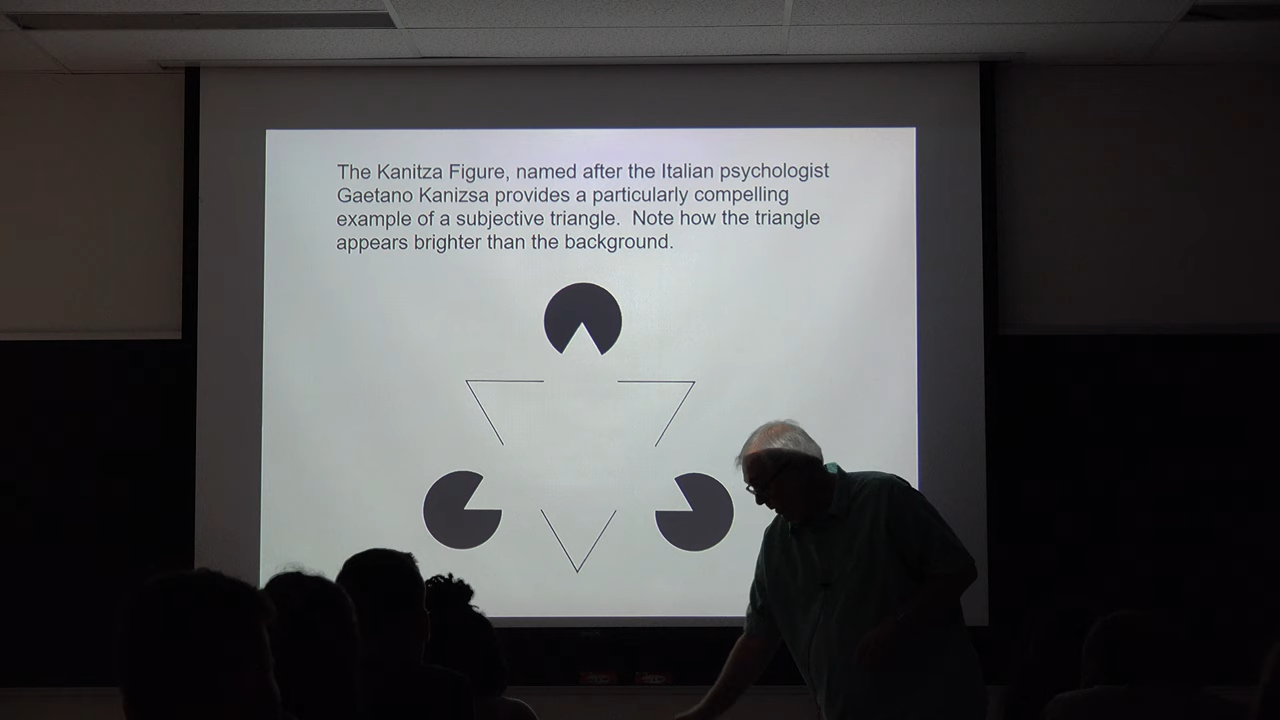 The Kanitza Figure, named after the Italian psychologist
Gaetano Kanizsa provides a particularly compelling
example of a subjective triangle.  Note how the triangle
appears brighter than the background.